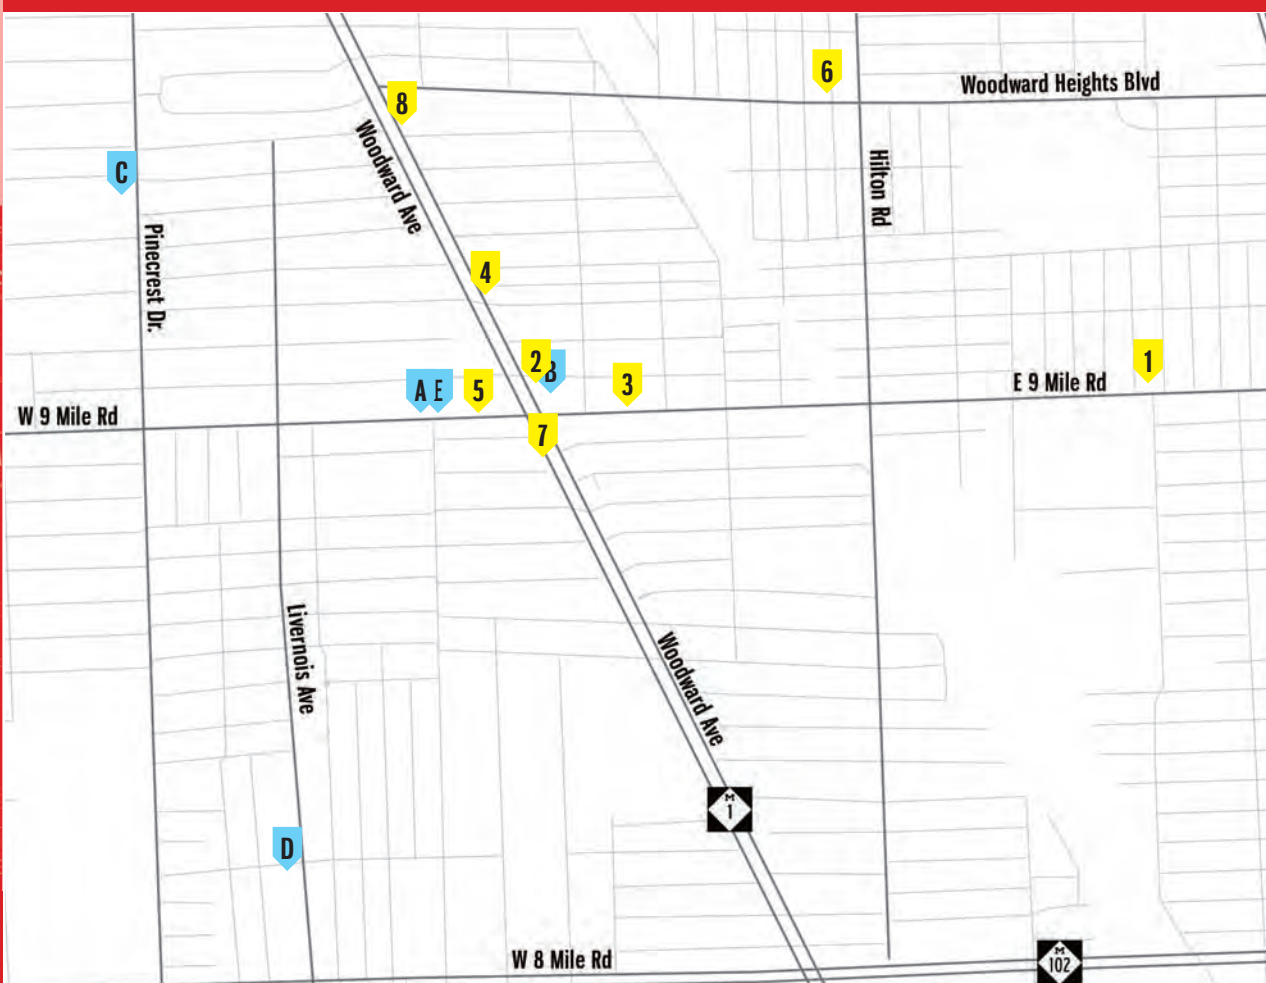 6
Woodward Heights Blvd
8
Woodward Ave
C
Hilton Rd
Pinecrest Dr.
4
2
B
1
A
E
5
3
E 9 Mile Rd
W 9 Mile Rd
7
Livernois Ave
Woodward Ave
M
1
D
W 8 Mile Rd
M
102